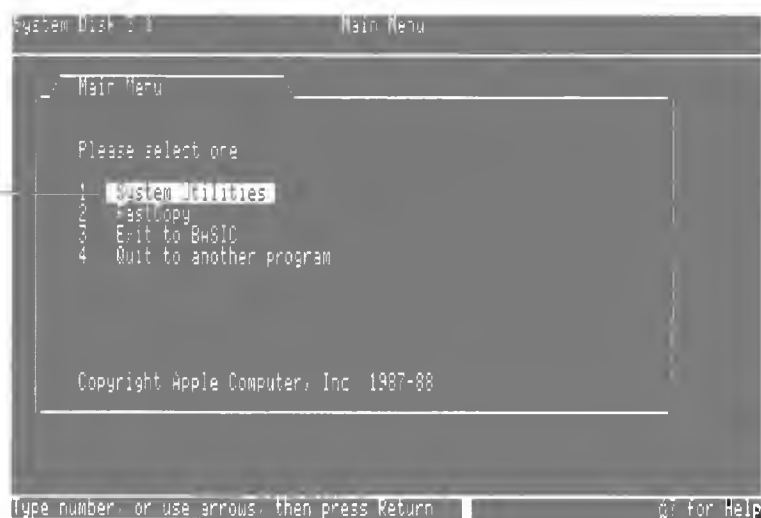 System Disk 3.1 Main Menu
Main Menu
Please select one
1 System Utilities
2 FastCopy
3 Exit to BASIC
4 Quit to another program
Copyright Apple Computer, Inc 1987-88
Type number, or use arrows, then press Return
? for Help